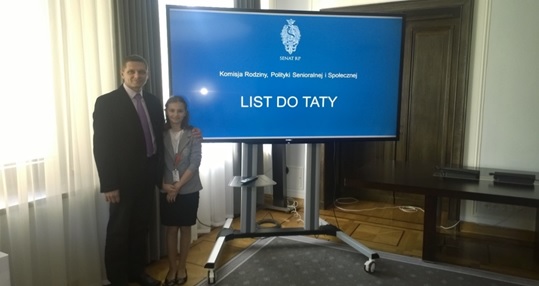 SENAT RP
Komisja Rodziny, Polityki Senioralnej i Społecznej
LIST DO TATY